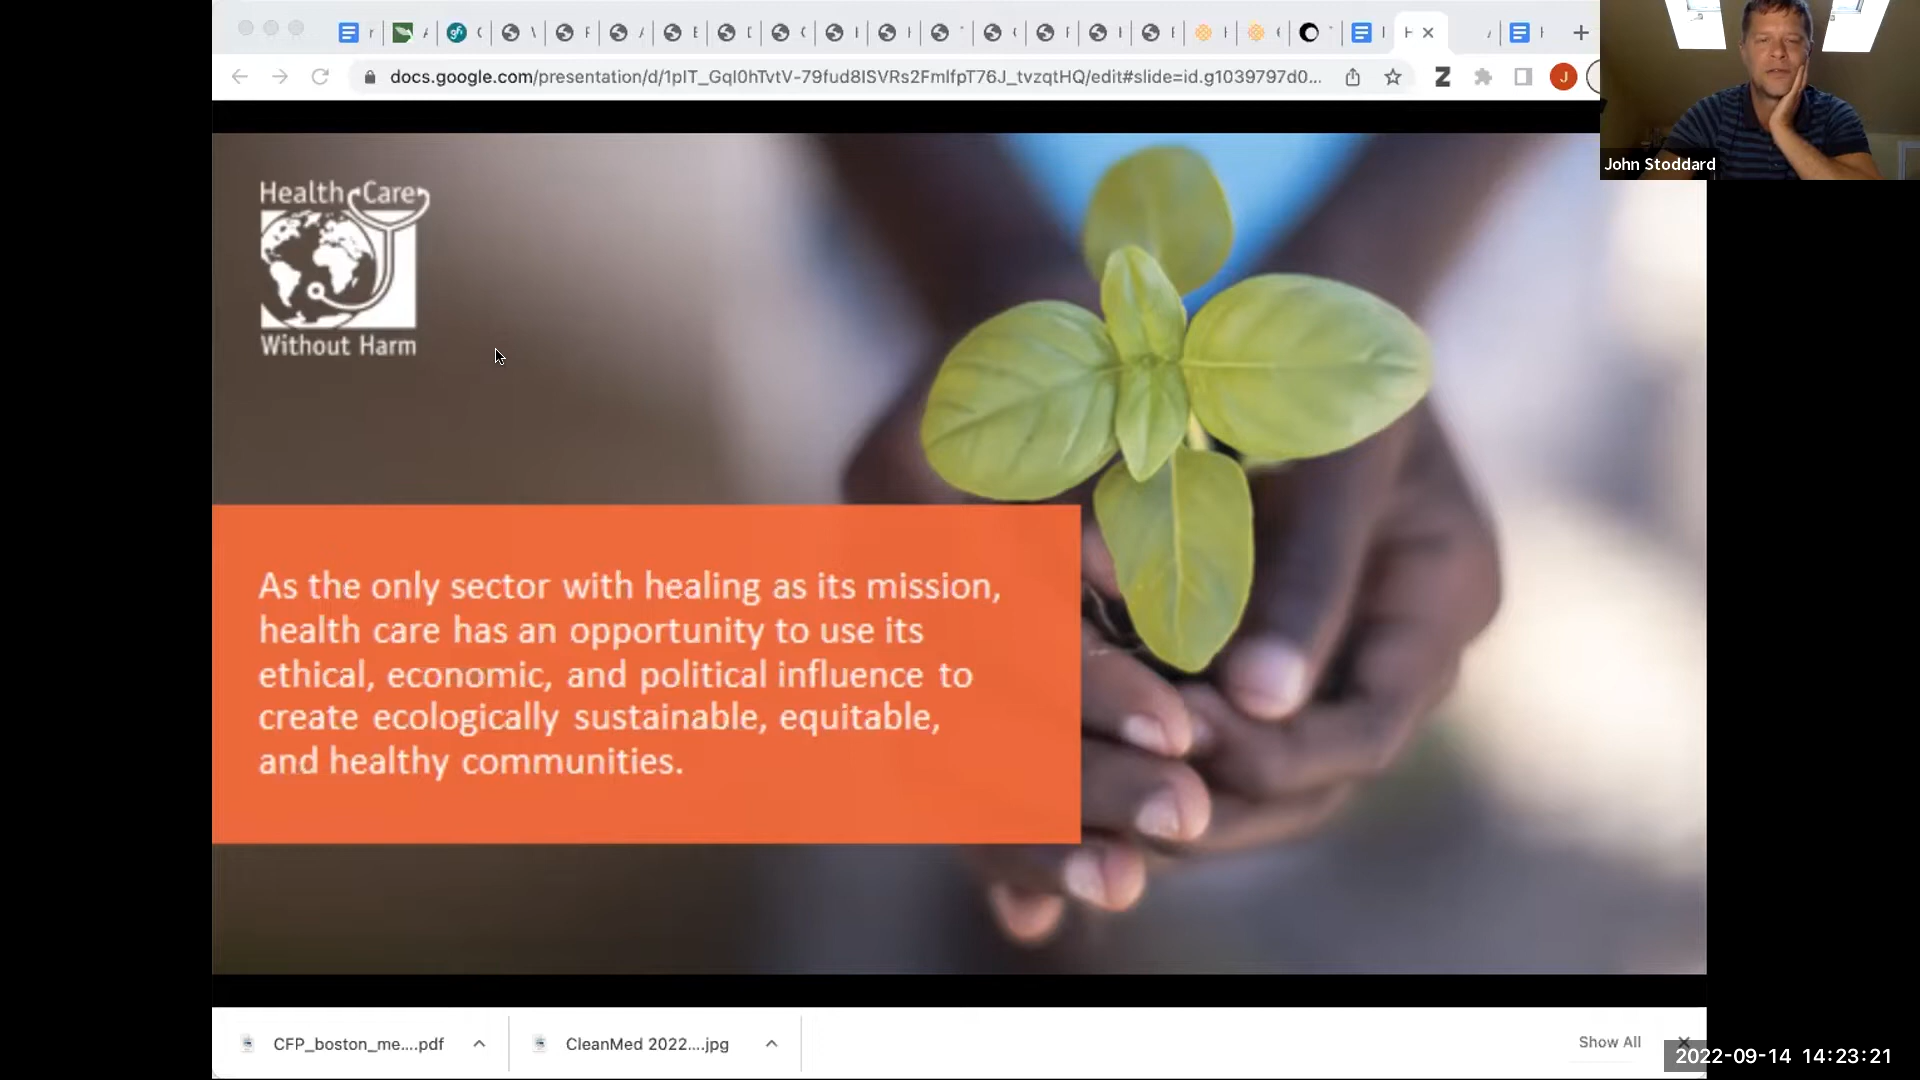 docs.google.com/presentation/d/1pIT_GqI0hTvtV-79fud8ISVRs2FmlfpT76J_tvzqtHQ/edit#slide=id.g1039797d0...
Z
J
John Stoddard
Health Care
Without Harm
As the only sector with healing as its mission,
health care has an opportunity to use its
ethical, economic, and political influence to
create ecologically sustainable, equitable,
and healthy communities.
CFP_boston_me....pdf
CleanMed 2022....jpg
Show All
2022-09-14 14:23:21